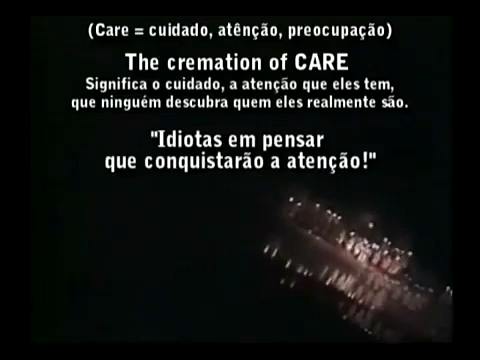 (Care = cuidado, atênção, preocupação)
The cremation of CARE
Significa o cuidado, a atenção que eles tem,
que ninguém descubra quem eles realmente são.
"Idiotas em pensar
que conquistarão a atenção!"